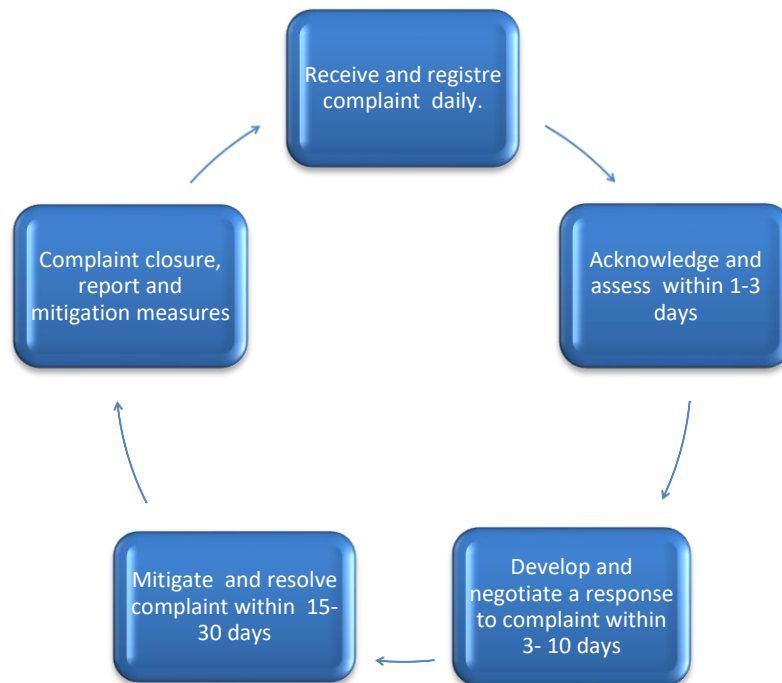 Receive and registre
complaint daily.
Acknowledge and
assess within 1-3
days
Develop and
negotiate a response
to complaint within
3- 10 days
Mitigate and resolve
complaint within 15-
30 days
Complaint closure,
report and
mitigation measures